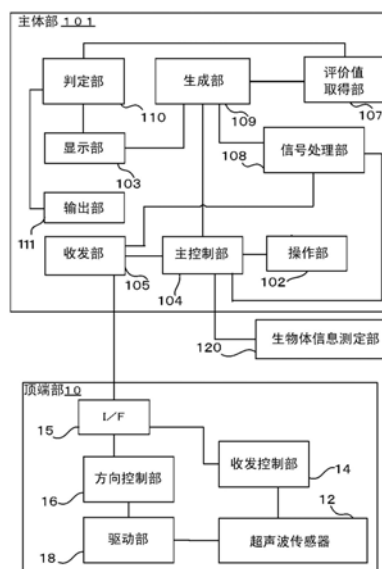 主体部 101
判定部
110
生成部
109
评价值
取得部
107
显示部
103
信号处理部
108
输出部
111
收发部
105
主控制部
104
操作部
102
生物体信息测定部
120
顶端部 10
I/F
15
收发控制部
14
方向控制部
16
12
驱动部
18
超声波传感器